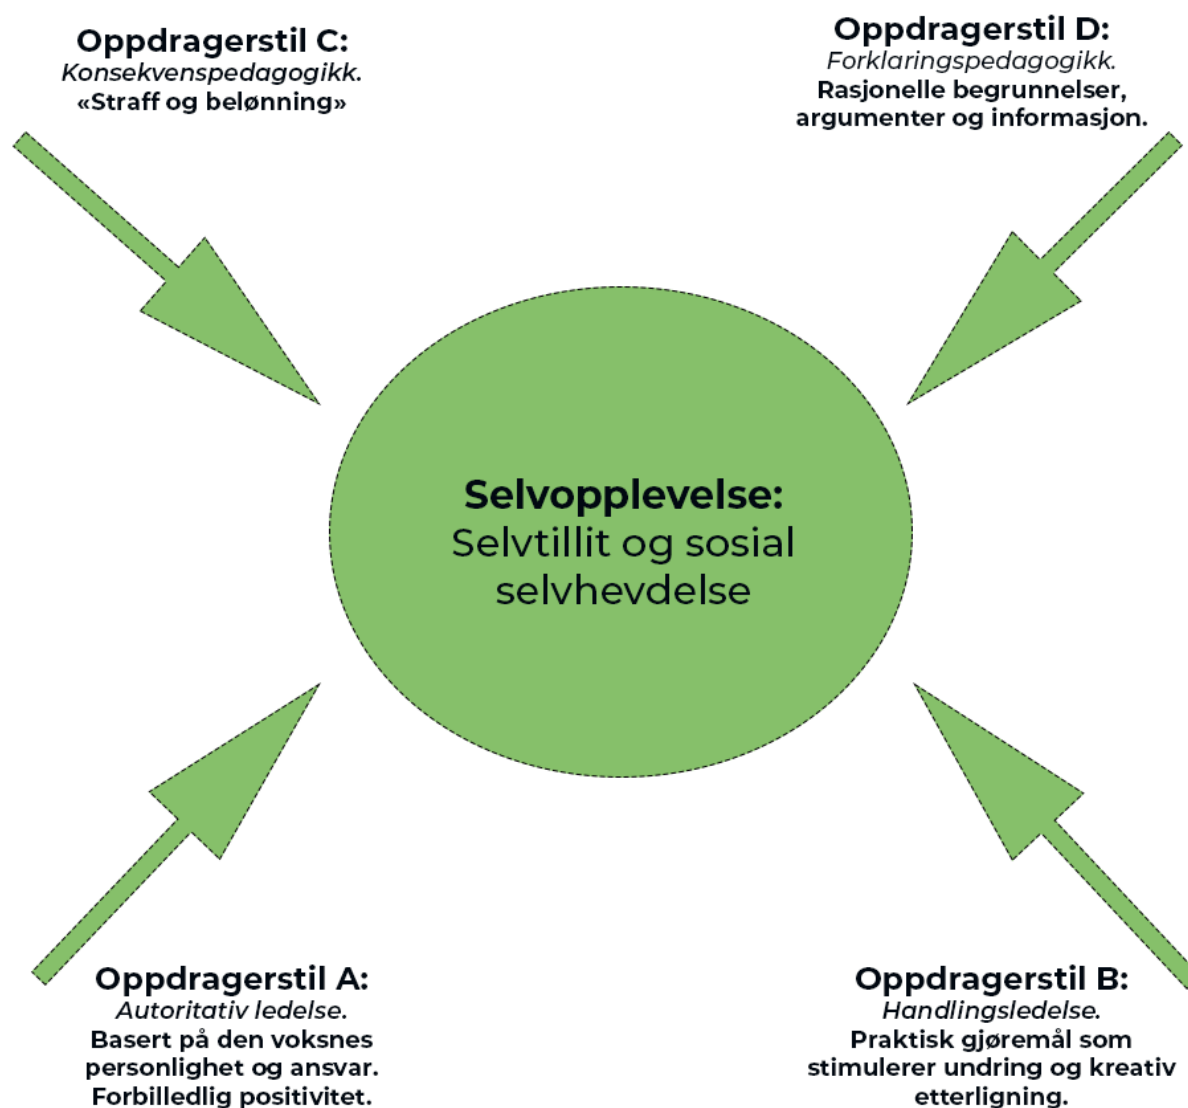 Oppdragerstil C:
Konsekvenspedagogikk.
«Straff og belønning»
Oppdragerstil D:
Forklaringspedagogikk.
Rasjonelle begrunnelser,
argumenter og informasjon.
Selvopplevelse:
Selvtillit og sosial
selvhevdelse
Oppdragerstil A:
Autoritativ ledelse.
Basert på den voksnes
personlighet og ansvar.
Forbilledlig positivitet.
Oppdragerstil B:
Handlingsledelse.
Praktisk gjøremål som
stimulerer undring og kreativ
etterligning.